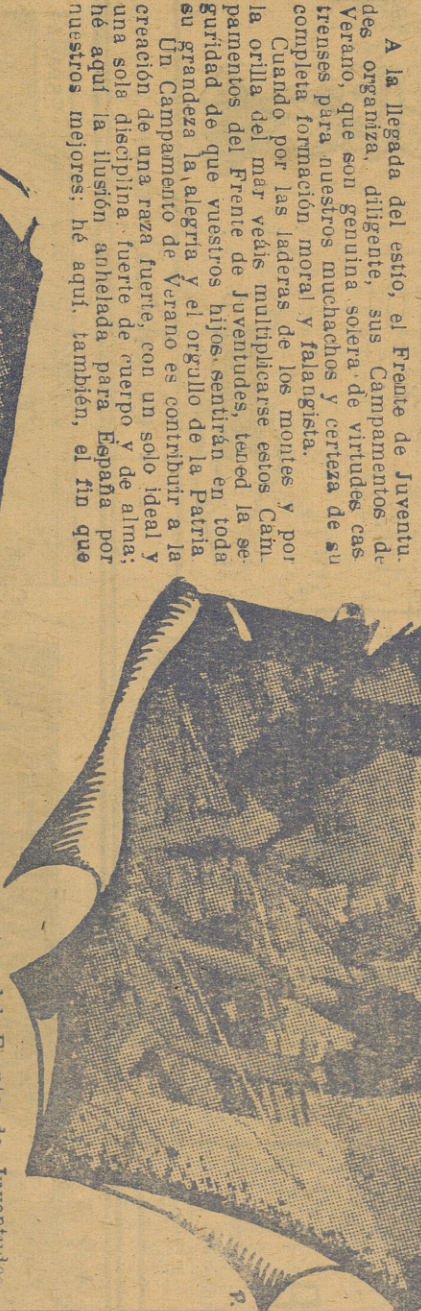 A la llegada del estío, el Frente de Juventu-
des organiza, diligente, sus Campamentos de
Verano, que son genuina solera de virtudes cas
trenses para nuestros muchachos y certeza de su
completa formación moral y falangista.
Cuando por las laderas de los montes y por
la orilla del mar veáis multiplicarse estos Cam-
pamentos del Frente de Juventudes, tened la se-
guridad de que vuestros hijos sentirán en toda
su grandeza la alegría y el orgullo de la Patria
Un Campamento de Verano es contribuir a la
creación de una raza fuerte, con un solo ideal y
una sola disciplina fuerte de cuerpo y de alma;
hé aquí la ilusión anhelada para España por
nuestros mejores; hé aquí, también, el fin que
P.
Frente de Juventudes